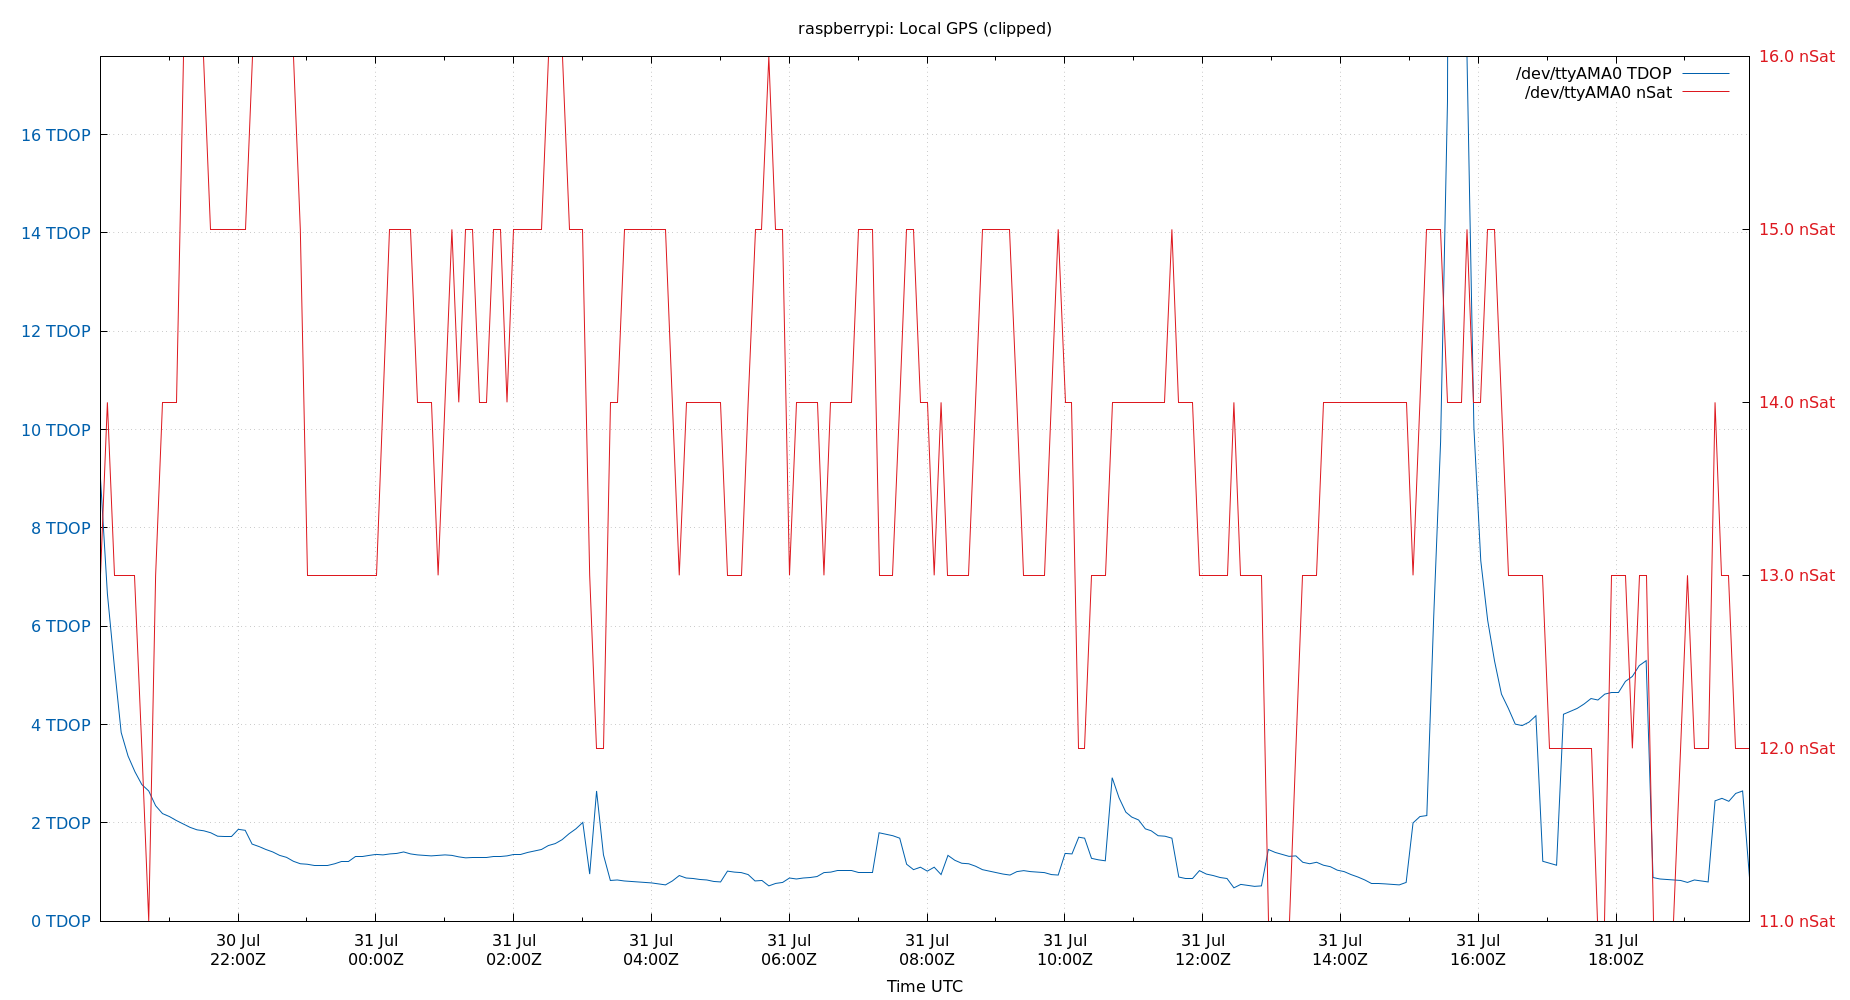 raspberrypi: Local GPS (clipped)
/dev/ttyAMA0 TDOP
/dev/ttyAMA0 nSat
16 TDOP
14 TDOP
12 TDOP
10 TDOP
8 TDOP
6 TDOP
4 TDOP
2 TDOP
0 TDOP
16.0 nSat
15.0 nSat
14.0 nSat
13.0 nSat
12.0 nSat
11.0 nSat
30 Jul
22:00Z
31 Jul
00:00Z
31 Jul
02:00Z
31 Jul
04:00Z
31 Jul
06:00Z
31 Jul
08:00Z
31 Jul
10:00Z
31 Jul
12:00Z
31 Jul
14:00Z
31 Jul
16:00Z
31 Jul
18:00Z
Time UTC